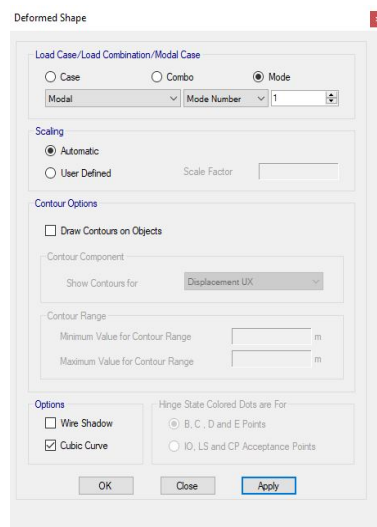 Deformed Shape
Load Case/Load Combination/Modal Case
Case Combo Mode
Modal Mode Number 1
Scaling
Automatic
User Defined Scale Factor
Contour Options
Draw Contours on Objects
Contour Component
Show Contours for Displacement UX
Contour Range
Minimum Value for Contour Range m
Maximum Value for Contour Range m
Options Hinge State Colored Dots are For
Wire Shadow B, C , D and E Points
Cubic Curve IO, LS and CP Acceptance Points
OK Close Apply